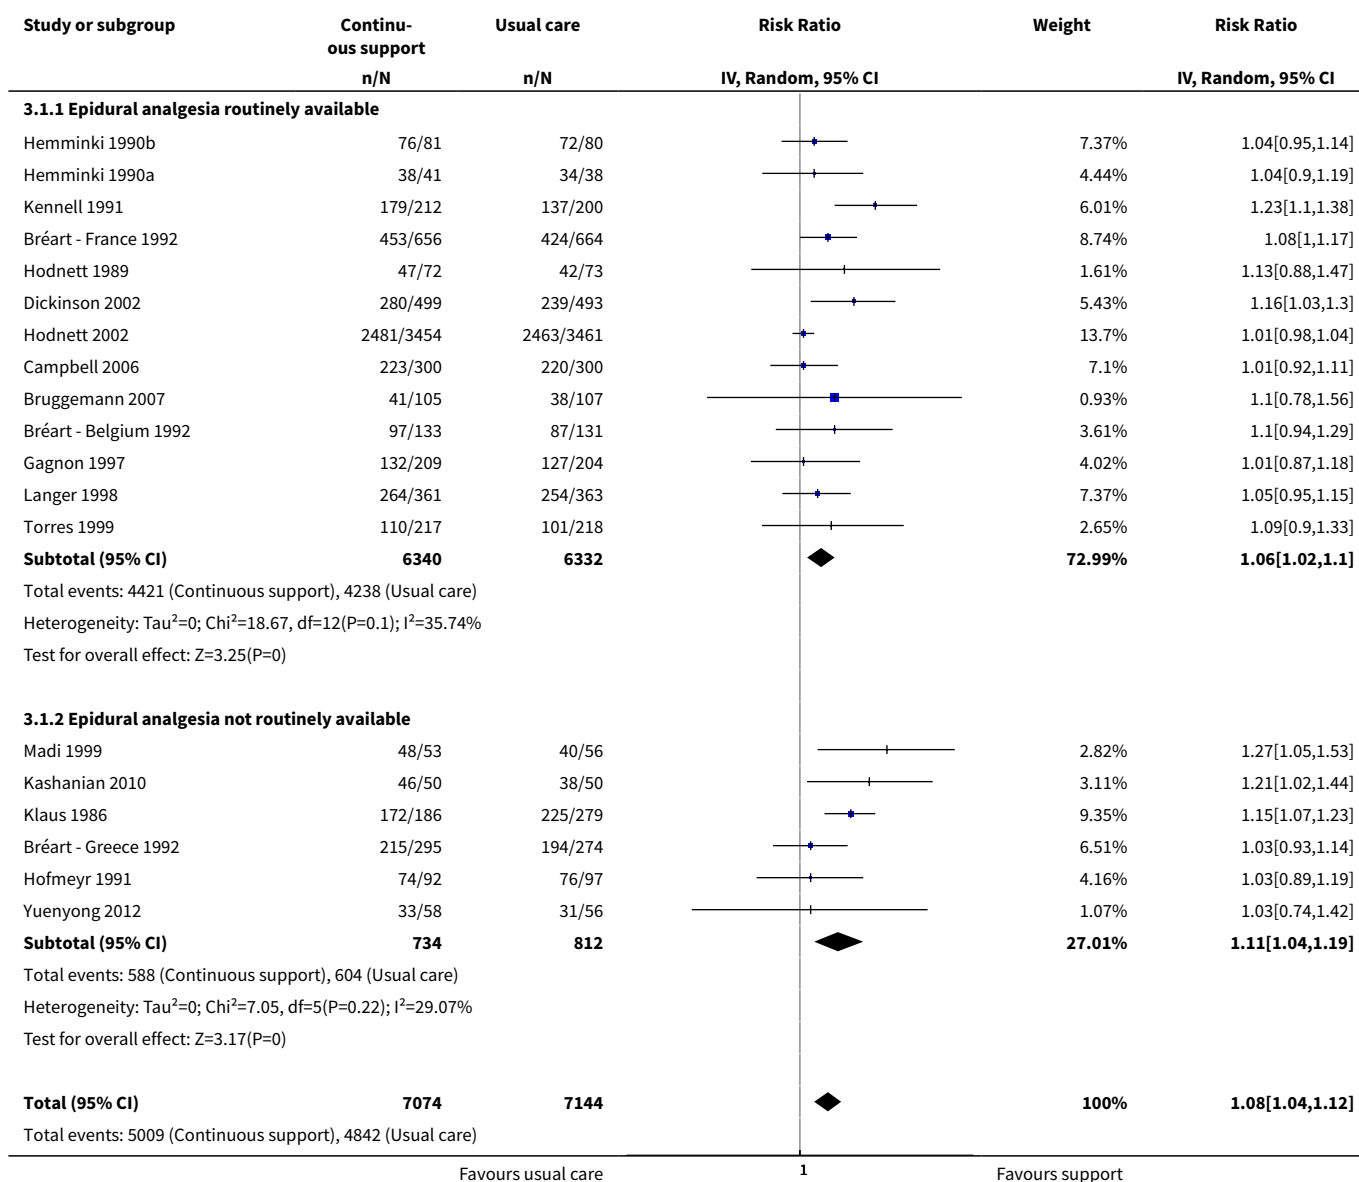 Study or subgroup Continu- Usual care Risk Ratio Weight Risk Ratio
ous support
n/N n/N IV, Random, 95% CI IV, Random, 95% CI
3.1.1 Epidural analgesia routinely available
Hemminki 1990b 76/81 72/80 7.37% 1.04[0.95,1.14]
Hemminki 1990a 38/41 34/38 4.44% 1.04[0.9,1.19]
Kennell 1991 179/212 137/200 6.01% 1.23[1.1,1.38]
Bréart - France 1992 453/656 424/664 8.74% 1.08[1,1.17]
Hodnett 1989 47/72 42/73 1.61% 1.13[0.88,1.47]
Dickinson 2002 280/499 239/493 5.43% 1.16[1.03,1.3]
Hodnett 2002 2481/3454 2463/3461 13.7% 1.01[0.98,1.04]
Campbell 2006 223/300 220/300 7.1% 1.01[0.92,1.11]
Bruggemann 2007 41/105 38/107 0.93% 1.1[0.78,1.56]
Bréart - Belgium 1992 97/133 87/131 3.61% 1.1[0.94,1.29]
Gagnon 1997 132/209 127/204 4.02% 1.01[0.87,1.18]
Langer 1998 264/361 254/363 7.37% 1.05[0.95,1.15]
Torres 1999 110/217 101/218 2.65% 1.09[0.9,1.33]
Subtotal (95% CI) 6340 6332 72.99% 1.06[1.02,1.1]
Total events: 4421 (Continuous support), 4238 (Usual care)
Heterogeneity: Tau²=0; Chi²=18.67, df=12(P=0.1); I²=35.74%
Test for overall effect: Z=3.25(P=0)
3.1.2 Epidural analgesia not routinely available
Madi 1999 48/53 40/56 2.82% 1.27[1.05,1.53]
Kashanian 2010 46/50 38/50 3.11% 1.21[1.02,1.44]
Klaus 1986 172/186 225/279 9.35% 1.15[1.07,1.23]
Bréart - Greece 1992 215/295 194/274 6.51% 1.03[0.93,1.14]
Hofmeyr 1991 74/92 76/97 4.16% 1.03[0.89,1.19]
Yuenyong 2012 33/58 31/56 1.07% 1.03[0.74,1.42]
Subtotal (95% CI) 734 812 27.01% 1.11[1.04,1.19]
Total events: 588 (Continuous support), 604 (Usual care)
Heterogeneity: Tau²=0; Chi²=7.05, df=5(P=0.22); I²=29.07%
Test for overall effect: Z=3.17(P=0)
Total (95% CI) 7074 7144 100% 1.08[1.04,1.12]
Total events: 5009 (Continuous support), 4842 (Usual care)
Favours usual care 1 Favours support